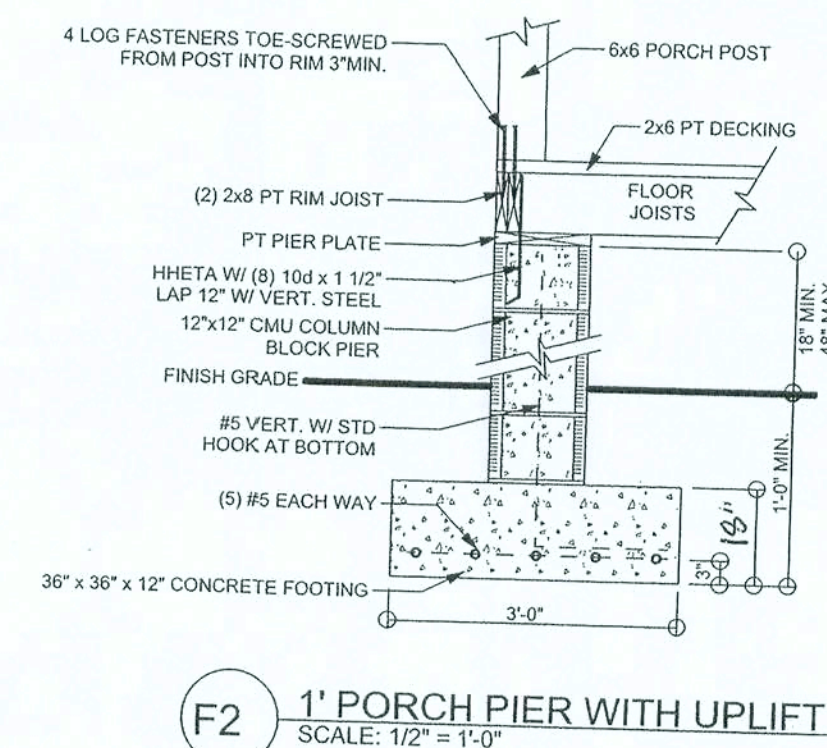 4 LOG FASTENERS TOE-SCREWED
FROM POST INTO RIM 3"MIN.
6x6 PORCH POST
2x6 PT DECKING
(2) 2x8 PT RIM JOIST
FLOOR
JOISTS
PT PIER PLATE
HHETA W/ (8) 10d x 1 1/2"
LAP 12" W/ VERT. STEEL
12"x12" CMU COLUMN
BLOCK PIER
18" MIN.
48" MAX
FINISH GRADE
#5 VERT. W/ STD
HOOK AT BOTTOM
1'-0" MIN.
(5) #5 EACH WAY
18"
3"
36" x 36" x 12" CONCRETE FOOTING
3'-0"
F2
1' PORCH PIER WITH UPLIFT
SCALE: 1/2" = 1'-0"